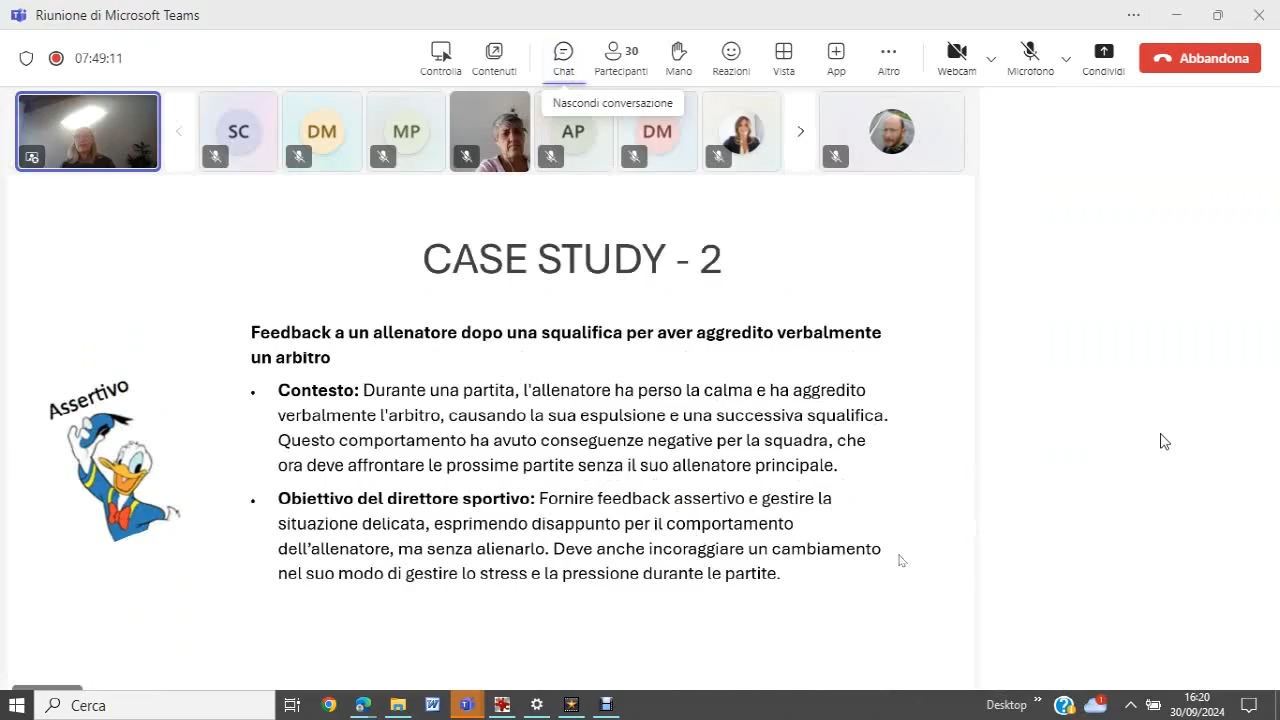 Riunione di Microsoft Teams
07:49:11
Controlla
Contenuti
Chat
30
Partecipanti
Mano
Reazioni
Vista
App
Altro
Webcam
Microfono
Condividi
Abbandona
Nascondi conversazione
SC
DM
MP
AP
DM
CASE STUDY - 2
Feedback a un allenatore dopo una squalifica per aver aggredito verbalmente
un arbitro
Assertivo
• Contesto: Durante una partita, l'allenatore ha perso la calma e ha aggredito
verbalmente l'arbitro, causando la sua espulsione e una successiva squalifica.
Questo comportamento ha avuto conseguenze negative per la squadra, che
ora deve affrontare le prossime partite senza il suo allenatore principale.
• Obiettivo del direttore sportivo: Fornire feedback assertivo e gestire la
situazione delicata, esprimendo disappunto per il comportamento
dell'allenatore, ma senza alienarlo. Deve anche incoraggiare un cambiamento
nel suo modo di gestire lo stress e la pressione durante le partite.
Cerca
Desktop
1
16:20
30/09/2024